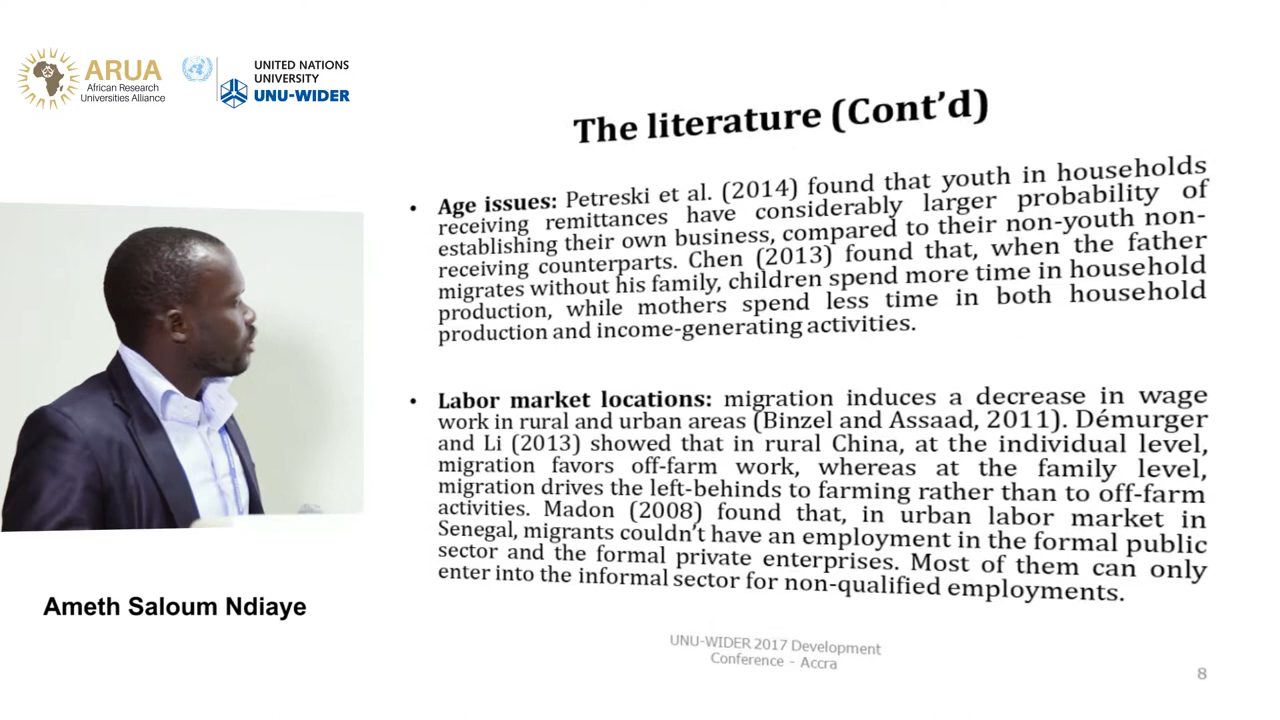 ARUA
African Research
Universities Alliance
UNITED NATIONS
UNIVERSITY
UNU-WIDER
The literature (Cont’d)
• Age issues: Petreski et al. (2014) found that youth in households
receiving remittances have considerably larger probability of
establishing their own business, compared to their non-youth non-
receiving counterparts. Chen (2013) found that, when the father
migrates without his family, children spend more time in household
production, while mothers spend less time in both household
production and income-generating activities.
• Labor market locations: migration induces a decrease in wage
work in rural and urban areas (Binzel and Assaad, 2011). Démurger
and Li (2013) showed that in rural China, at the individual level,
migration favors off-farm work, whereas at the family level,
migration drives the left-behinds to farming rather than to off-farm
activities. Madon (2008) found that, in urban labor market in
Senegal, migrants couldn’t have an employment in the formal public
sector and the formal private enterprises. Most of them can only
enter into the informal sector for non-qualified employments.
Ameth Saloum Ndiaye
UNU-WIDER 2017 Development
Conference - Accra
8